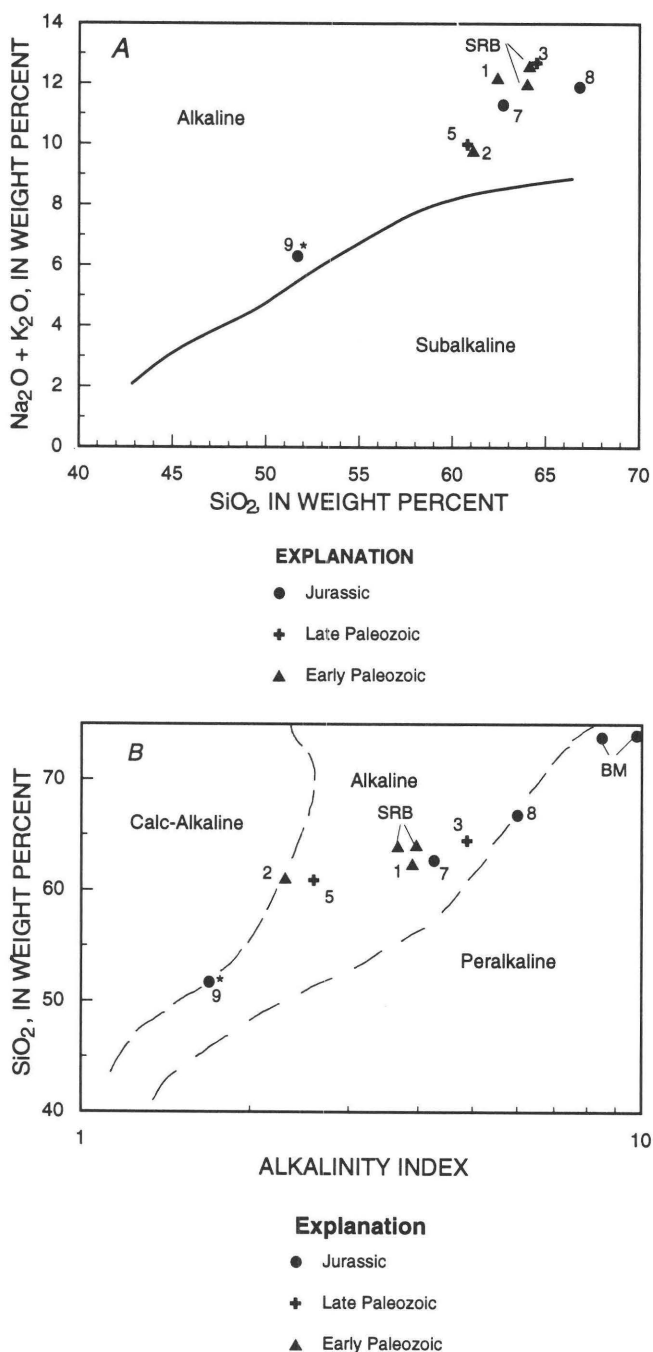 14
12
10
8
6
4
2
0
Na2O + K2O, IN WEIGHT PERCENT
A
SRB
3
1
8
7
Alkaline
5
2
9*
Subalkaline
40 45 50 55 60 65 70
SiO2, IN WEIGHT PERCENT
EXPLANATION
Jurassic
Late Paleozoic
Early Paleozoic
SiO2, IN WEIGHT PERCENT
70
60
50
40
B
BM
Alkaline
Calc-Alkaline
SRB
3
8
1
7
2
5
Peralkaline
9*
1 10
ALKALINITY INDEX
Explanation
Jurassic
Late Paleozoic
Early Paleozoic